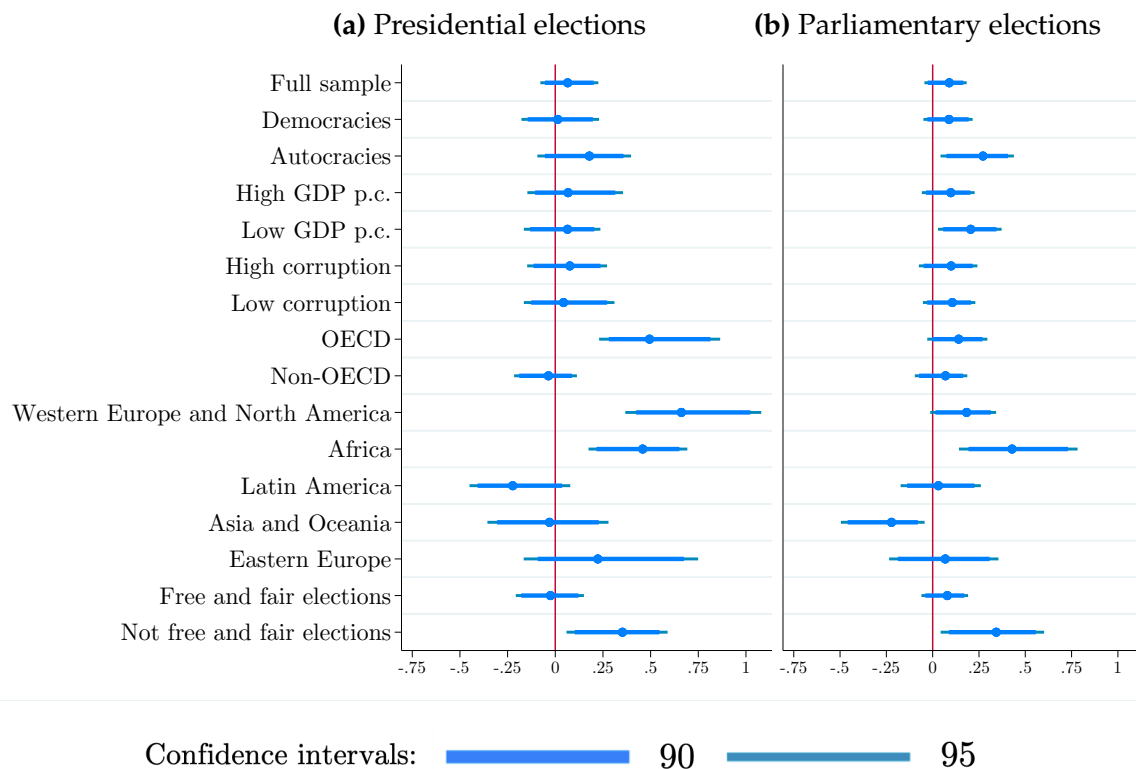 (a) Presidential elections
(b) Parliamentary elections
Full sample
Democracies
Autocracies
High GDP p.c.
Low GDP p.c.
High corruption
Low corruption
OECD
Non-OECD
Western Europe and North America
Africa
Latin America
Asia and Oceania
Eastern Europe
Free and fair elections
Not free and fair elections
-.75 -.5 -.25 0 .25 .5 .75 1
-.75 -.5 -.25 0 .25 .5 .75 1
Confidence intervals: 90 95